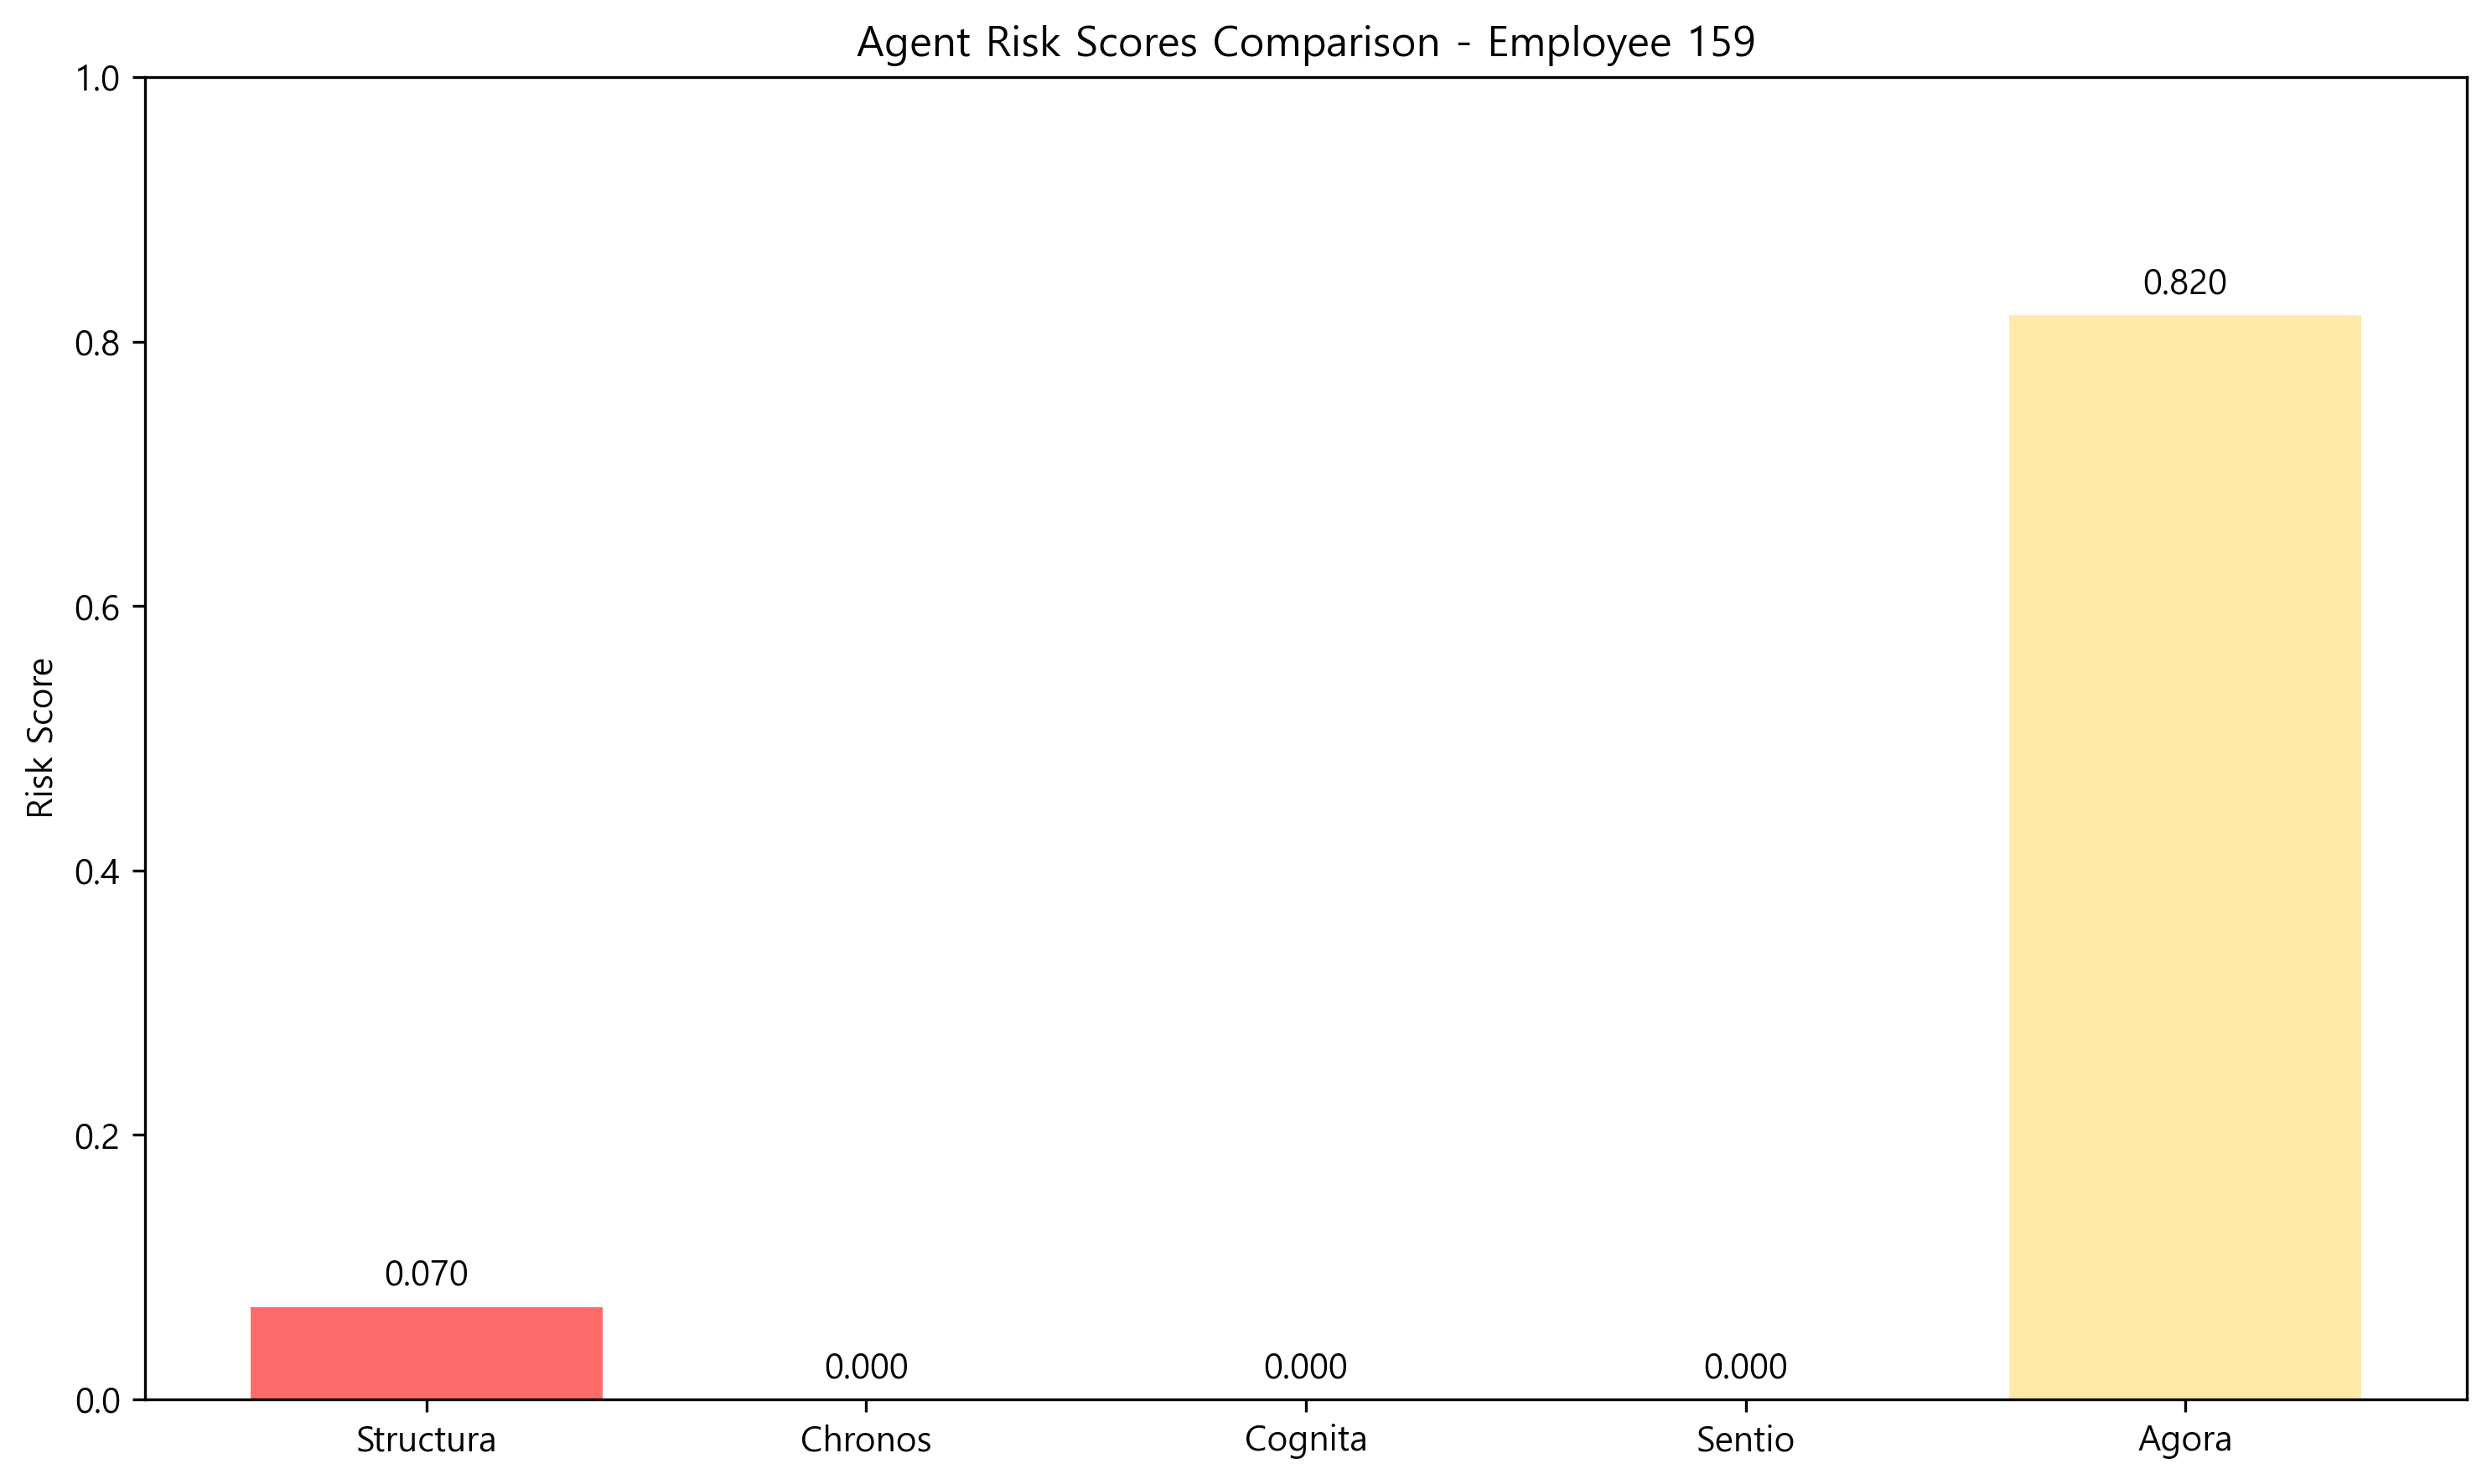 Agent Risk Scores Comparison - Employee 159
Risk Score
1.0
0.8
0.6
0.4
0.2
0.0
0.070
0.000
0.000
0.000
0.820
Structura
Chronos
Cognita
Sentio
Agora